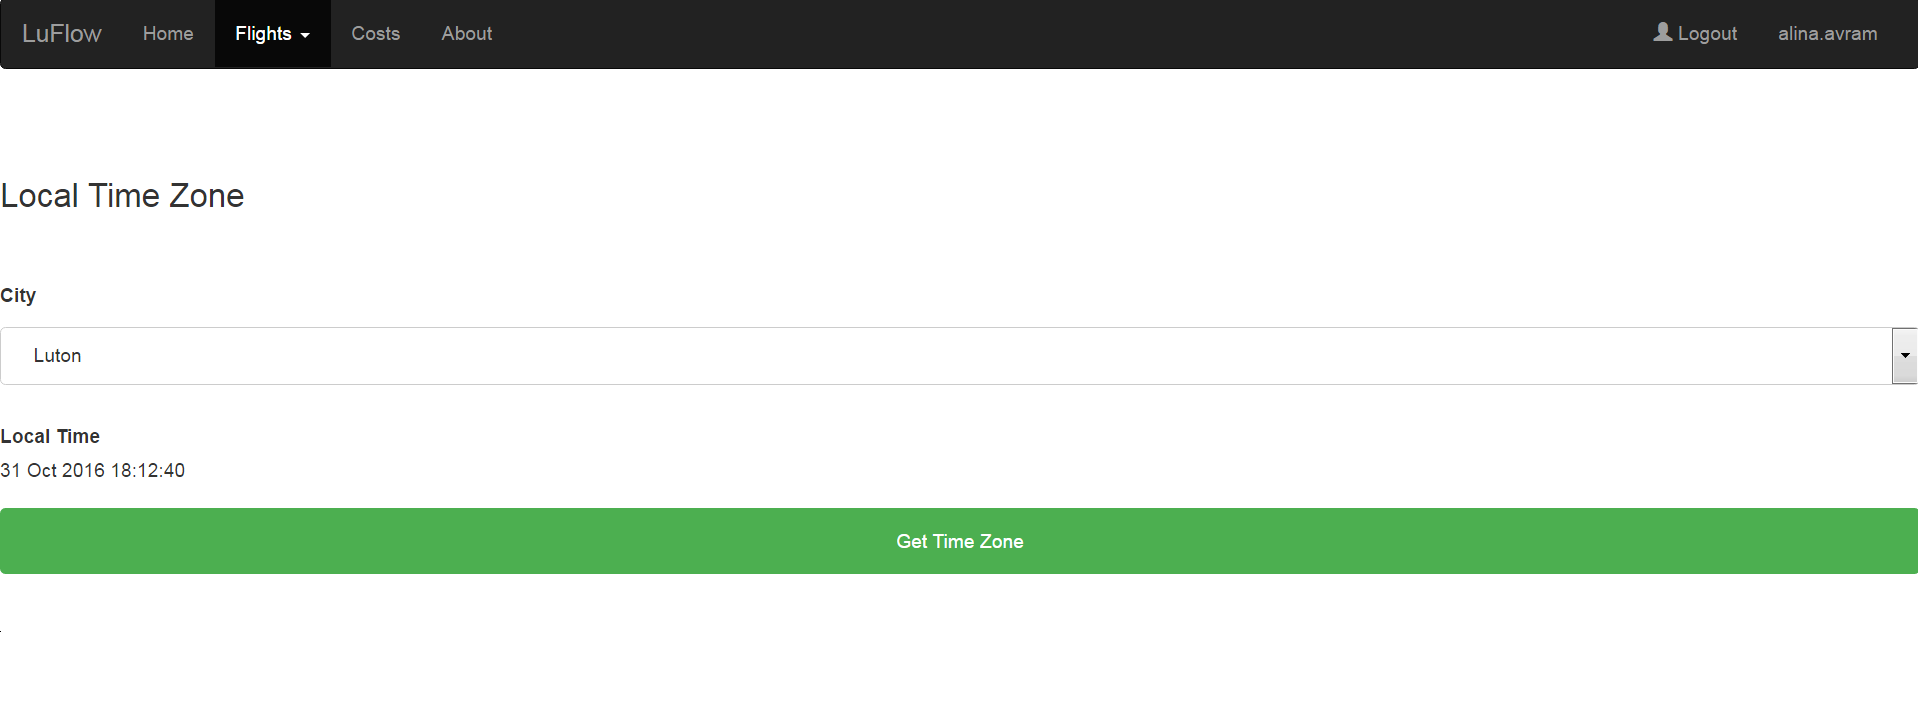 LuFlow Home Flights Costs About Logout alina.avram
Local Time Zone
City
Luton
Local Time
31 Oct 2016 18:12:40
Get Time Zone